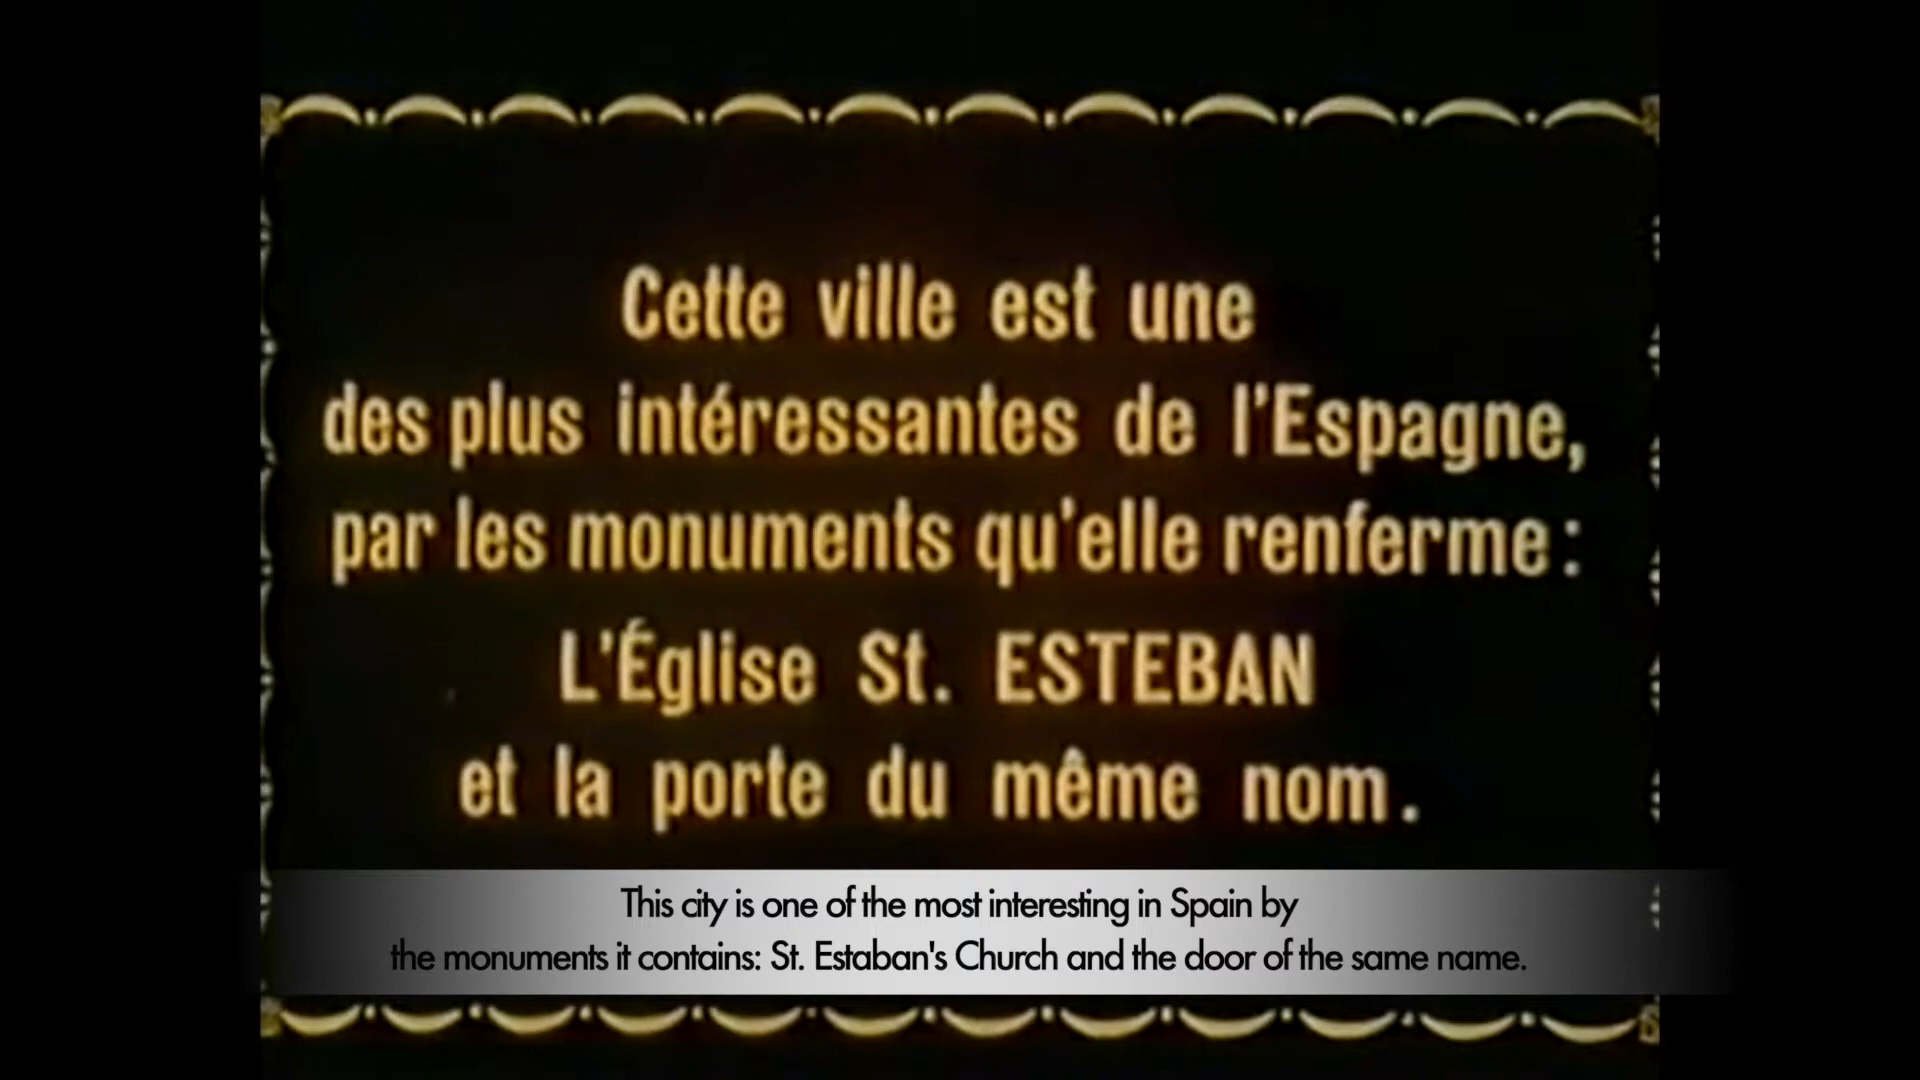 Cette ville est une
des plus intéressantes de l'Espagne,
par les monuments qu'elle renferme :
L'Église St. ESTEBAN
et la porte du même nom.
This city is one of the most interesting in Spain by
the monuments it contains: St. Estaban's Church and the door of the same name.